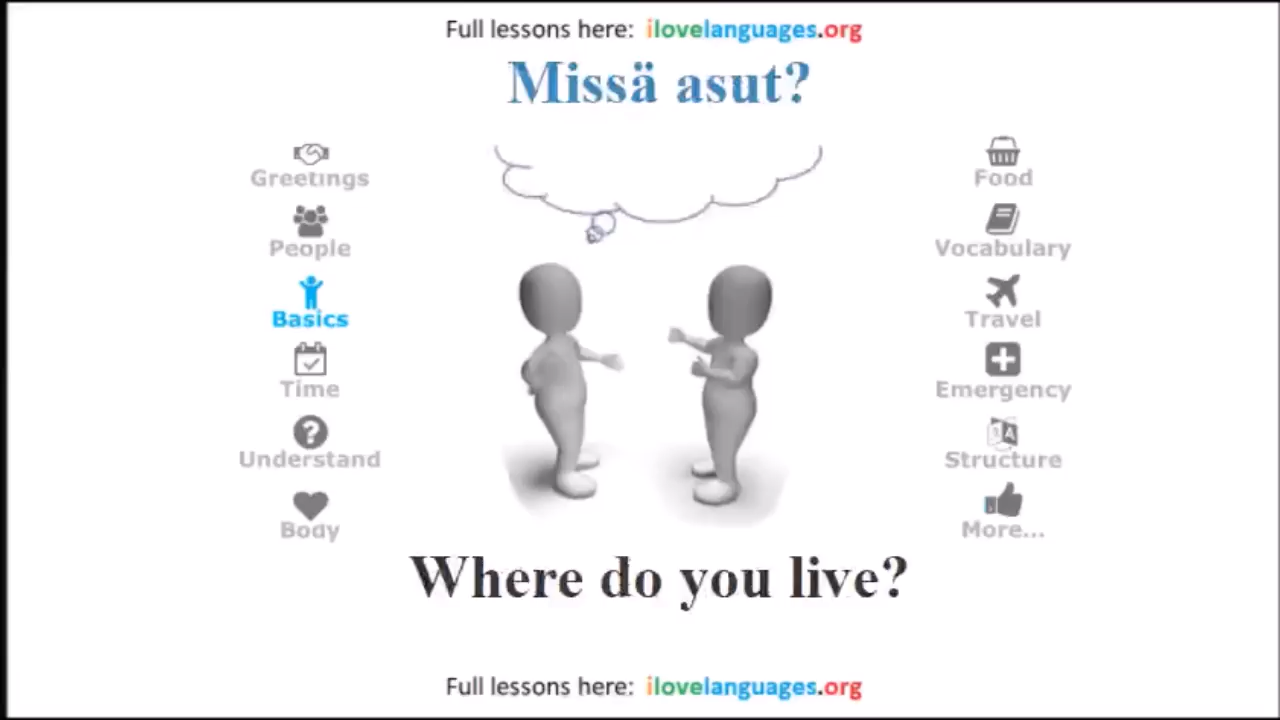 Full lessons here: ilovelanguages.org
Missä asut?
Greetings
People
Basics
Time
Understand
Body
Food
Vocabulary
Travel
Emergency
Structure
More...
Where do you live?
Full lessons here: ilovelanguages.org